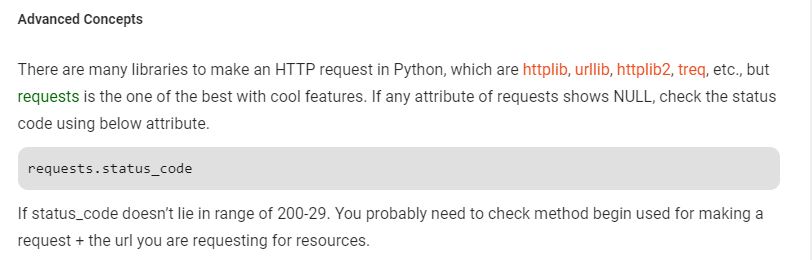 Advanced Concepts
There are many libraries to make an HTTP request in Python, which are httplib, urllib, httplib2, treq, etc., but
requests is the one of the best with cool features. If any attribute of requests shows NULL, check the status
code using below attribute.
requests.status_code
If status_code doesn’t lie in range of 200-29. You probably need to check method begin used for making a
request + the url you are requesting for resources.